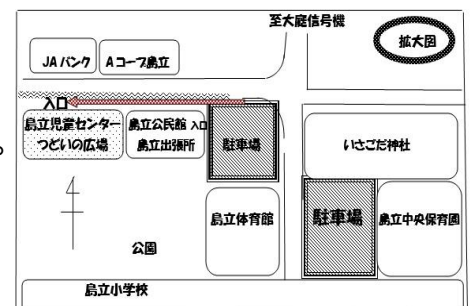 至大庭信号機
拡大図
JAバンク
Aコープ島立
入口
島立児童センター
つどいの広場
島立公民館 入口
島立出張所
駐車場
いさごだ神社
島立体育館
駐車場
島立中央保育園
公園
島立小学校